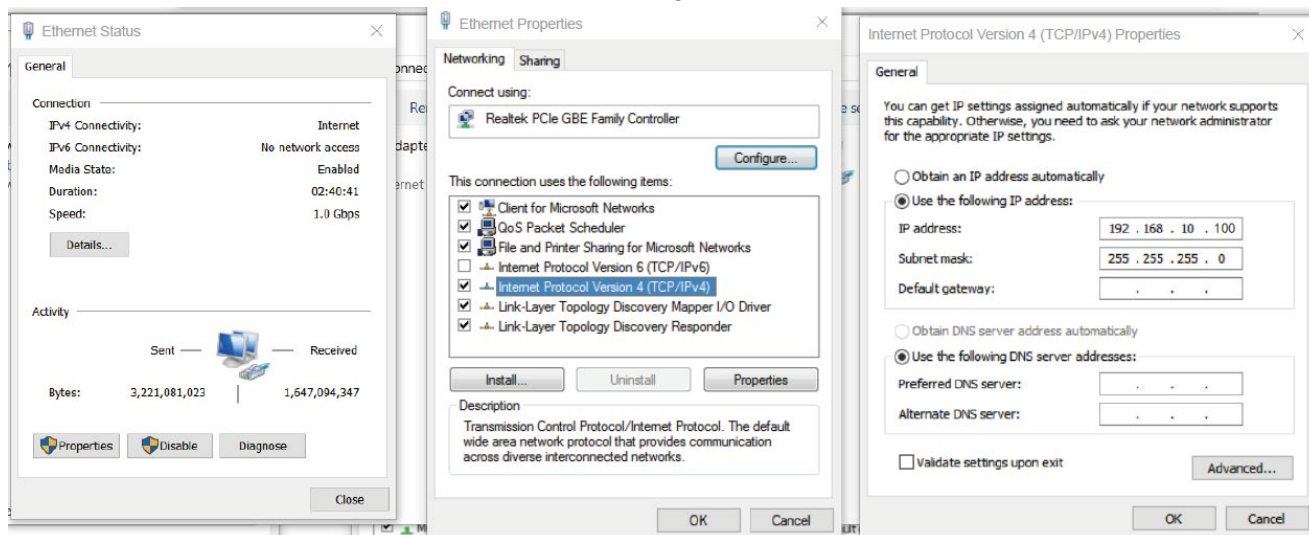 Ethernet Status
General
Connection
IPv4 Connectivity: Internet
IPv6 Connectivity: No network access
Media State: Enabled
Duration: 02:40:41
Speed: 1.0 Gbps
Details...
Activity
Sent Received
Bytes: 3,221,081,023 1,647,094,347
Properties Disable Diagnose
Close
Ethernet Properties
Networking Sharing
Connect using:
Realtek PCIe GBE Family Controller
Configure...
This connection uses the following items:
Client for Microsoft Networks
QoS Packet Scheduler
File and Printer Sharing for Microsoft Networks
Internet Protocol Version 6 (TCP/IPv6)
Internet Protocol Version 4 (TCP/IPv4)
Link-Layer Topology Discovery Mapper I/O Driver
Link-Layer Topology Discovery Responder
Install... Uninstall Properties
Description
Transmission Control Protocol/Internet Protocol. The default
wide area network protocol that provides communication
across diverse interconnected networks.
OK Cancel
Internet Protocol Version 4 (TCP/IPv4) Properties
General
You can get IP settings assigned automatically if your network supports
this capability. Otherwise, you need to ask your network administrator
for the appropriate IP settings.
Obtain an IP address automatically
Use the following IP address:
IP address: 192 . 168 . 10 . 100
Subnet mask: 255 . 255 . 255 . 0
Default gateway: . . .
Obtain DNS server address automatically
Use the following DNS server addresses:
Preferred DNS server: . . .
Alternate DNS server: . . .
Validate settings upon exit
Advanced...
OK Cancel